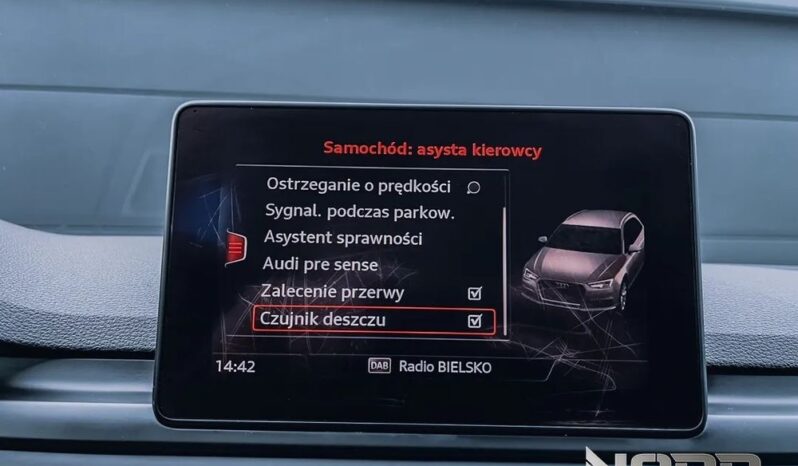 Samochód: asysta kierowcy
Ostrzeganie o prędkości
Sygnal. podczas parkow.
Asystent sprawności
Audi pre sense
Zalecenie przerwy
Czujnik deszczu
14:42 DAB Radio BIELSKO